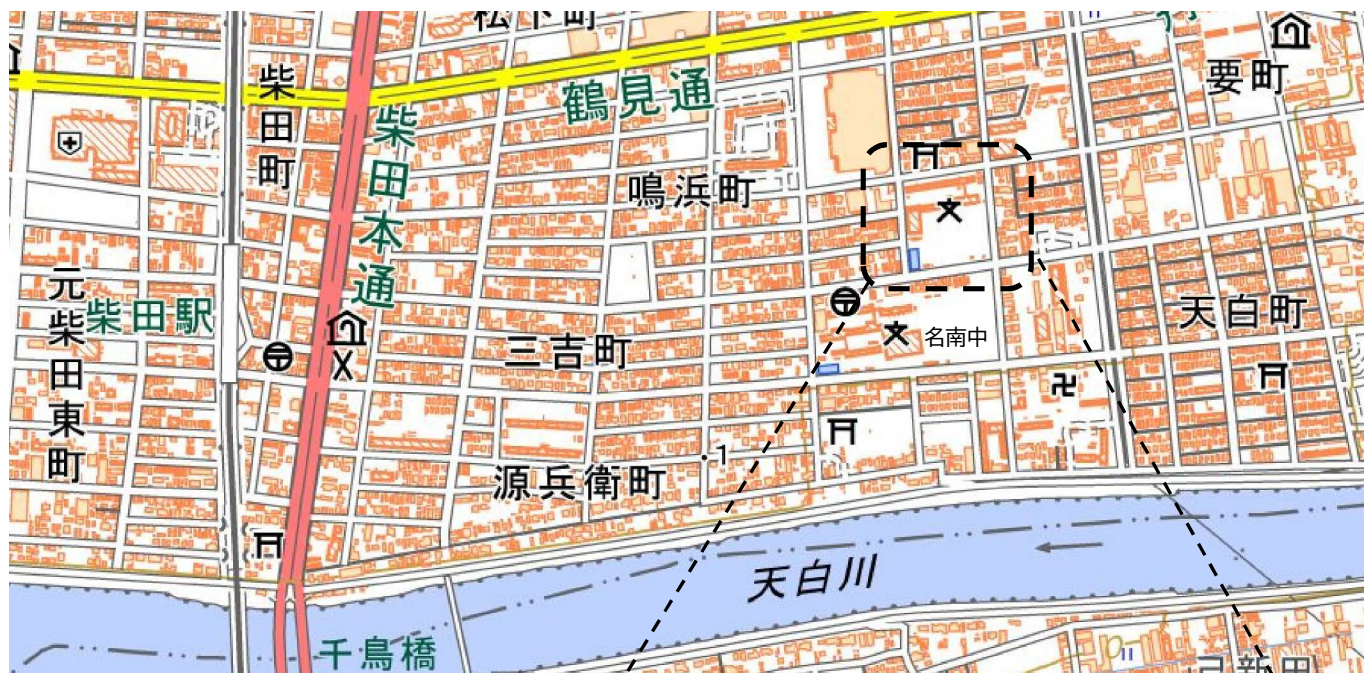 松下町
要町
柴田町
鶴見通
柴田本通
鳴浜町
元柴田東町
柴田駅
天白町
三吉町
名南中
・1
源兵衛町
天白川
千鳥橋